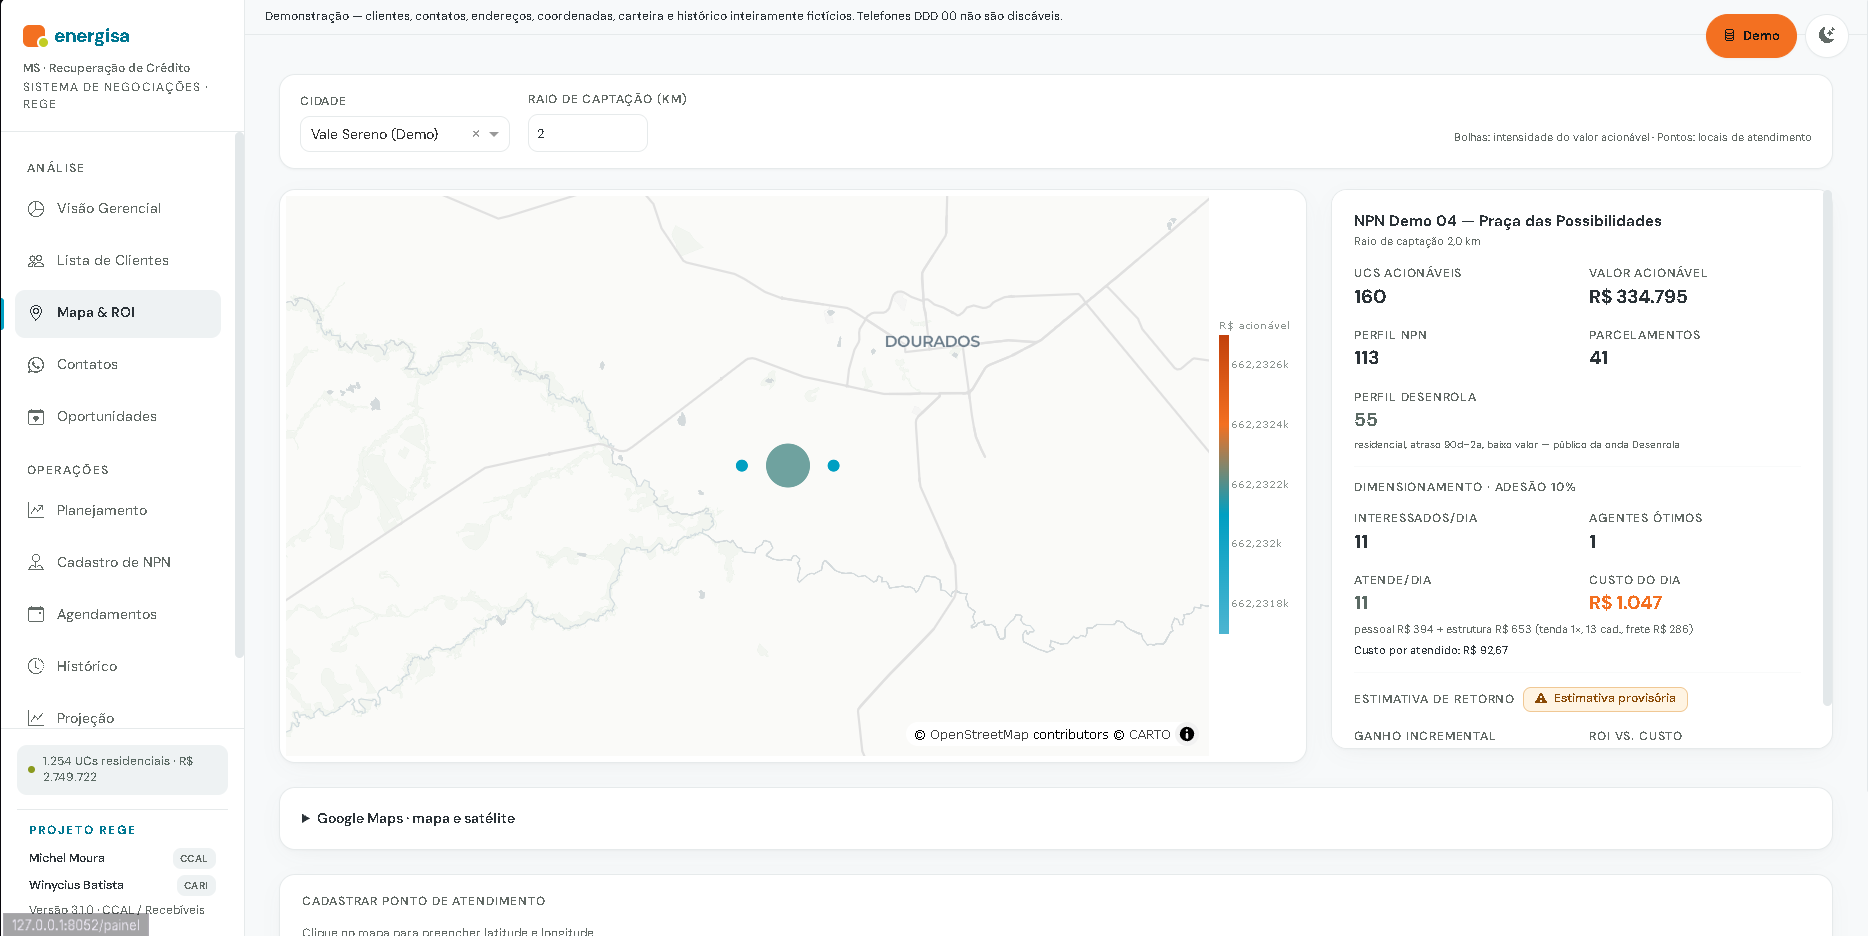 Demonstração — clientes, contatos, endereços, coordenadas, carteira e histórico inteiramente fictícios. Telefones DDD 00 não são discáveis.
Demo
energisa
MS · Recuperação de Crédito
SISTEMA DE NEGOCIAÇÕES ·
REGE
ANÁLISE
Visão Gerencial
Lista de Clientes
Mapa & ROI
Contatos
Oportunidades
OPERAÇÕES
Planejamento
Cadastro de NPN
Agendamentos
Histórico
Projeção
1.254 UCs residenciais · R$
2.749.722
PROJETO REGE
Michel Moura CCAL
Winycius Batista CARI
Versão 3.1.0 · CCAL / Recebíveis
127.0.0.1:8052/painel
CIDADE
Vale Sereno (Demo) ×
RAIO DE CAPTAÇÃO (KM)
2
Bolhas: intensidade do valor acionável · Pontos: locais de atendimento
DOURADOS
R$ acionável
662,2326k
662,2324k
662,2322k
662,232k
662,2318k
© OpenStreetMap contributors © CARTO
NPN Demo 04 — Praça das Possibilidades
Raio de captação 2,0 km
UCS ACIONÁVEIS VALOR ACIONÁVEL
160 R$ 334.795
PERFIL NPN PARCELAMENTOS
113 41
PERFIL DESENROLA
55
residencial, atraso 90d–2a, baixo valor — público da onda Desenrola
DIMENSIONAMENTO · ADESÃO 10%
INTERESSADOS/DIA AGENTES ÓTIMOS
11 1
ATENDE/DIA CUSTO DO DIA
11 R$ 1.047
pessoal R$ 394 + estrutura R$ 653 (tenda 1×, 13 cad., frete R$ 286)
Custo por atendido: R$ 92,67
ESTIMATIVA DE RETORNO Estimativa provisória
GANHO INCREMENTAL ROI VS. CUSTO
Google Maps · mapa e satélite
CADASTRAR PONTO DE ATENDIMENTO
Clique no mapa para preencher latitude e longitude